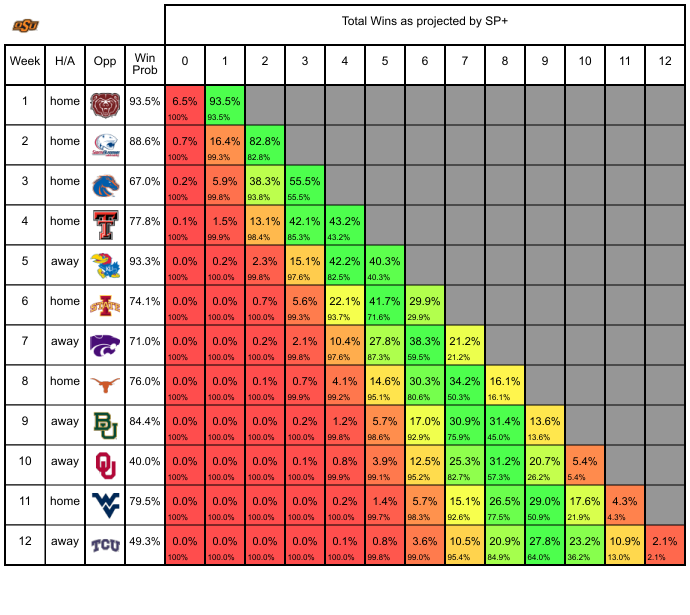 OSU
Total Wins as projected by SP+
Week H/A Opp Win Prob 0 1 2 3 4 5 6 7 8 9 10 11 12
1 home 93.5% 6.5% 93.5%
100% 93.5%
2 home 88.6% 0.7% 16.4% 82.8%
100% 99.3% 82.8%
3 home 67.0% 0.2% 5.9% 38.3% 55.5%
100% 99.8% 93.8% 55.5%
4 home 77.8% 0.1% 1.5% 13.1% 42.1% 43.2%
100% 99.9% 98.4% 85.3% 43.2%
5 away KU 93.3% 0.0% 0.2% 2.3% 15.1% 42.2% 40.3%
100% 100.0% 99.8% 97.6% 82.5% 40.3%
6 home I STATE 74.1% 0.0% 0.0% 0.7% 5.6% 22.1% 41.7% 29.9%
100% 100.0% 100.0% 99.3% 93.7% 71.6% 29.9%
7 away 71.0% 0.0% 0.0% 0.2% 2.1% 10.4% 27.8% 38.3% 21.2%
100% 100.0% 100.0% 99.8% 97.6% 87.3% 59.5% 21.2%
8 home 76.0% 0.0% 0.0% 0.1% 0.7% 4.1% 14.6% 30.3% 34.2% 16.1%
100% 100.0% 100.0% 99.9% 99.2% 95.1% 80.6% 50.3% 16.1%
9 away BU 84.4% 0.0% 0.0% 0.0% 0.2% 1.2% 5.7% 17.0% 30.9% 31.4% 13.6%
100% 100.0% 100.0% 100.0% 99.8% 98.6% 92.9% 75.9% 45.0% 13.6%
10 away OU 40.0% 0.0% 0.0% 0.0% 0.1% 0.8% 3.9% 12.5% 25.3% 31.2% 20.7% 5.4%
100% 100.0% 100.0% 100.0% 99.9% 99.1% 95.2% 82.7% 57.3% 26.2% 5.4%
11 home WV 79.5% 0.0% 0.0% 0.0% 0.0% 0.2% 1.4% 5.7% 15.1% 26.5% 29.0% 17.6% 4.3%
100% 100.0% 100.0% 100.0% 100.0% 99.7% 98.3% 92.6% 77.5% 50.9% 21.9% 4.3%
12 away TCU 49.3% 0.0% 0.0% 0.0% 0.0% 0.1% 0.8% 3.6% 10.5% 20.9% 27.8% 23.2% 10.9% 2.1%
100% 100.0% 100.0% 100.0% 100.0% 99.8% 99.0% 95.4% 84.9% 64.0% 36.2% 13.0% 2.1%